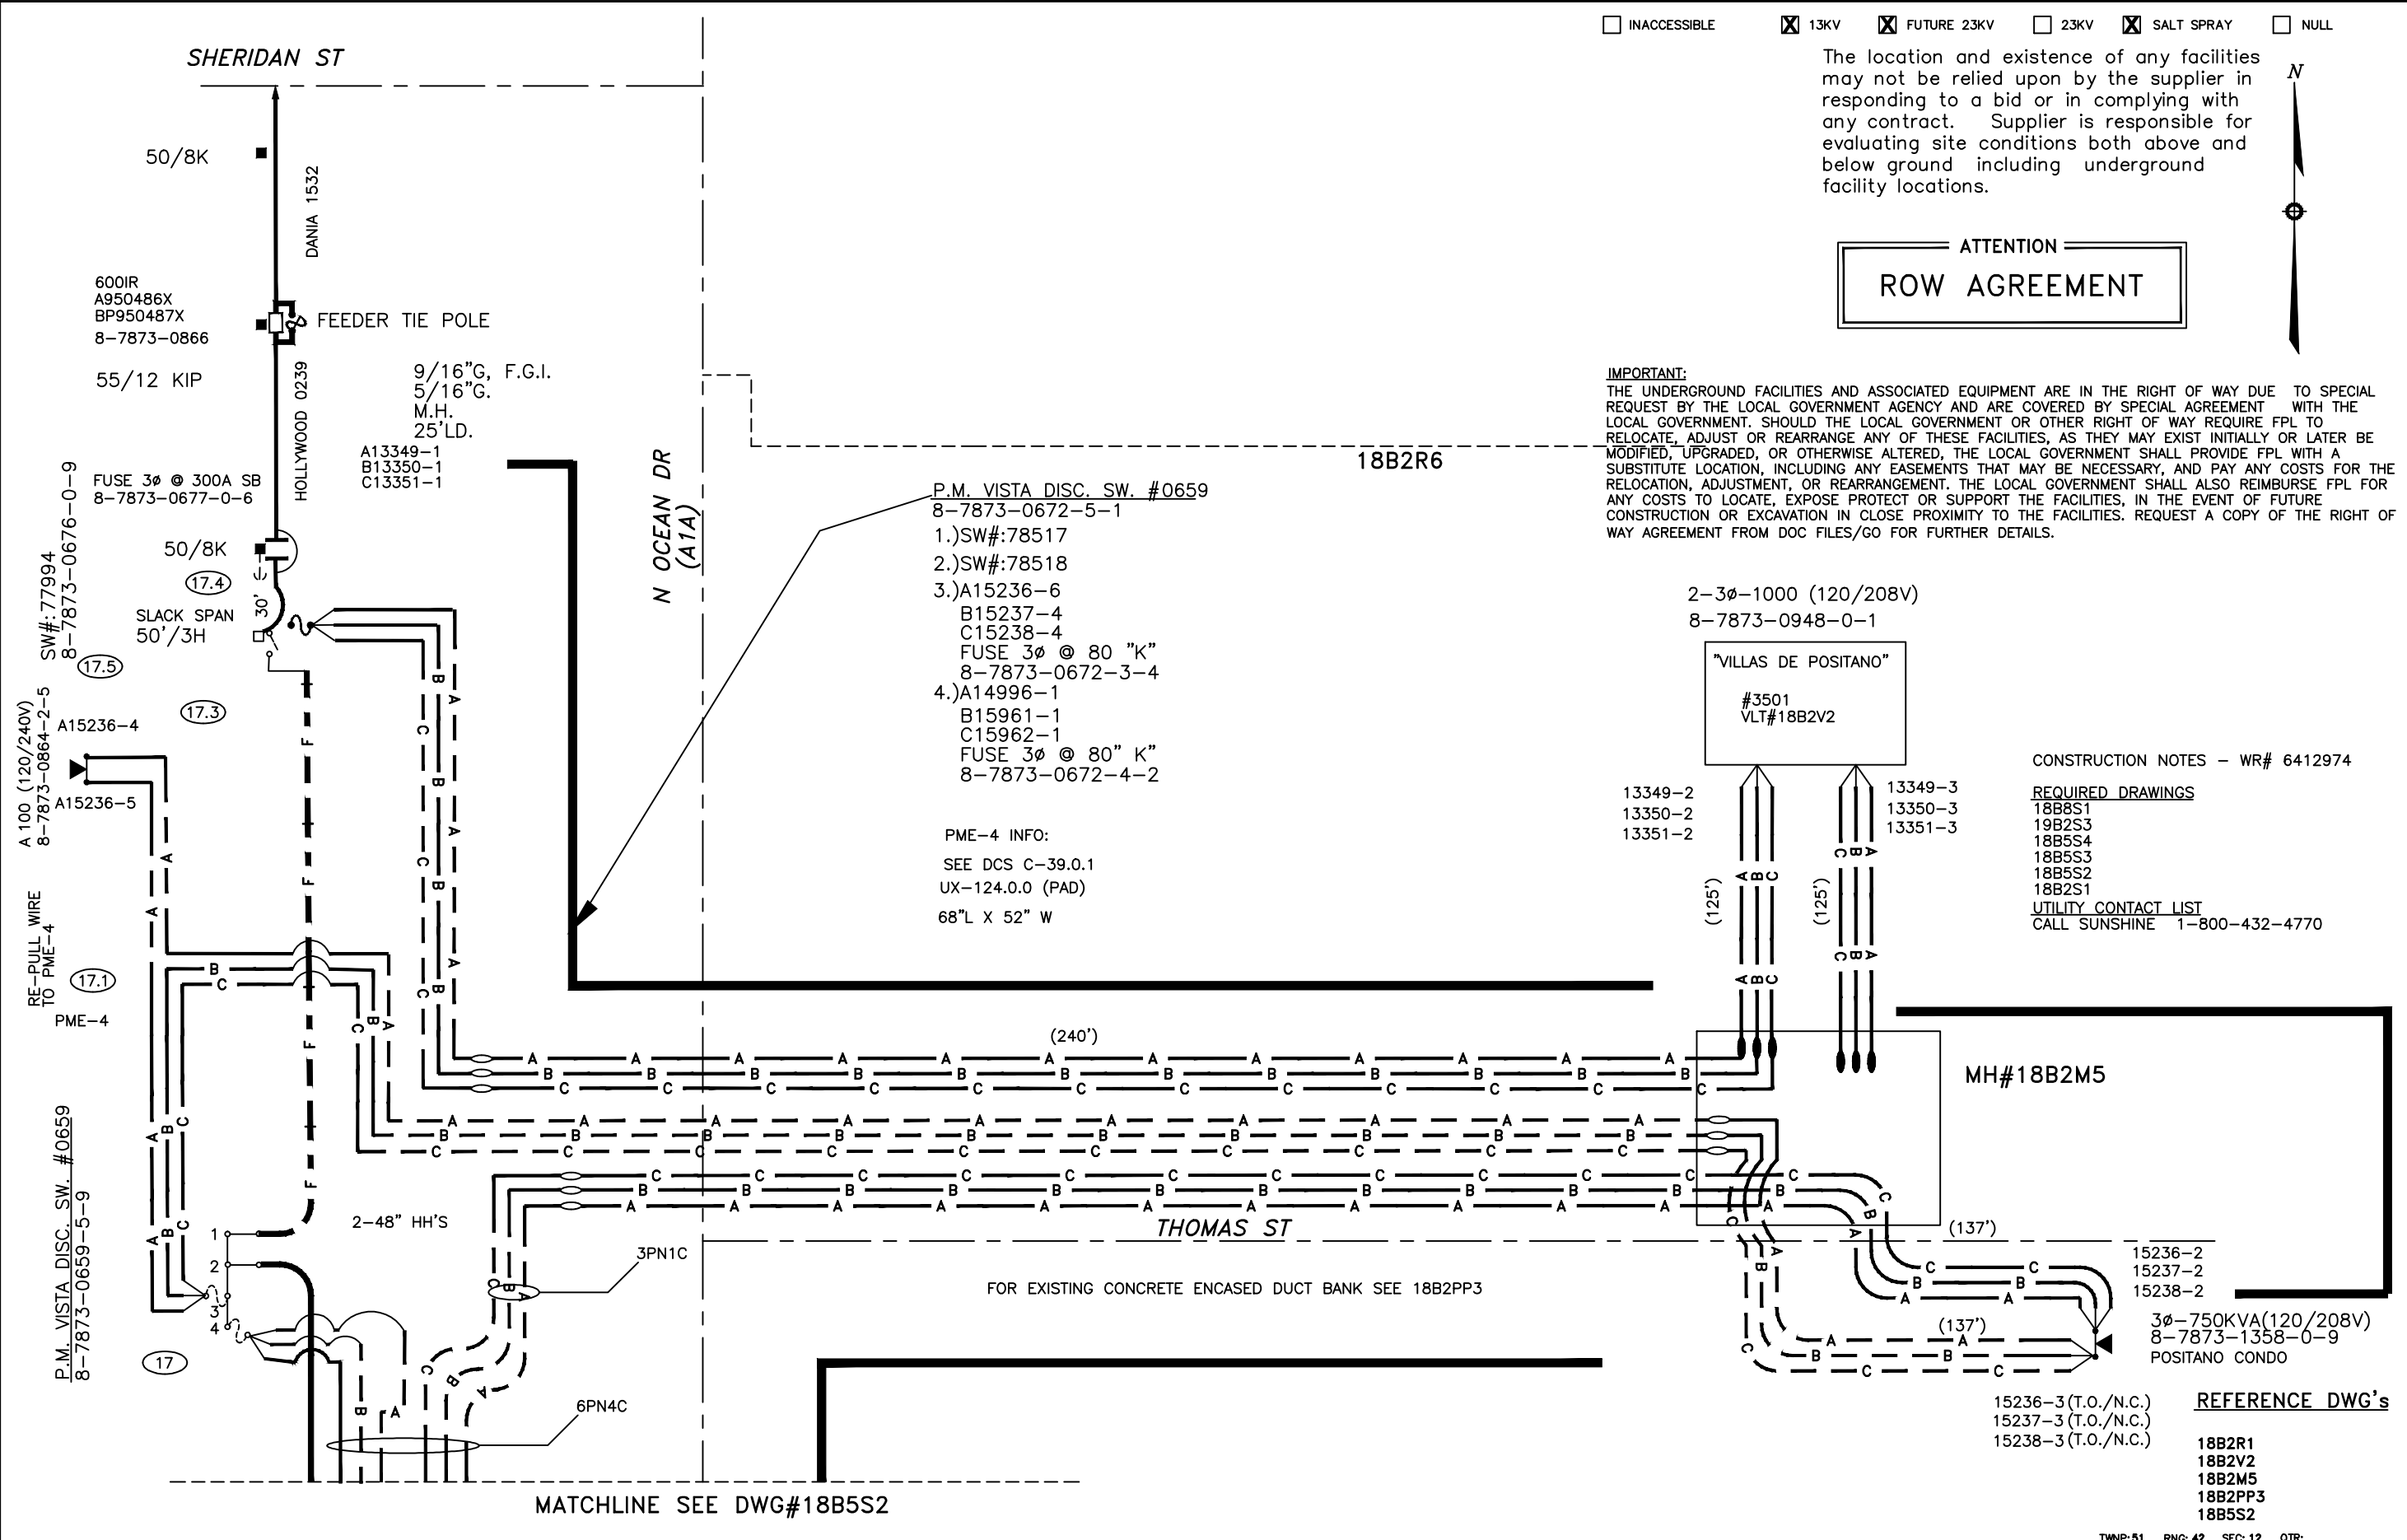 INACCESSIBLE 13KV FUTURE 23KV 23KV SALT SPRAY NULL
SHERIDAN ST
The location and existence of any facilities
may not be relied upon by the supplier in
responding to a bid or in complying with
any contract. Supplier is responsible for
evaluating site conditions both above and
below ground including underground
facility locations.
N
ATTENTION
ROW AGREEMENT
50/8K
DANIA 1532
600IR
A950486X
BP950487X
8-7873-0866
FEEDER TIE POLE
55/12 KIP
HOLLYWOOD 0239
9/16"G, F.G.I.
5/16"G.
M.H.
25'LD.
A13349-1
B13350-1
C13351-1
FUSE 3ø @ 300A SB
8-7873-0677-0-6
50/8K
17.4
SW#:77994
8-7873-0676-0-9
SLACK SPAN
50'/3H
30'
17.5
17.3
A 100 (120/240V)
8-7873-0864-2-5
A15236-4
A15236-5
RE-PULL WIRE
TO PME-4
17.1
PME-4
P.M. VISTA DISC. SW. #0659
8-7873-0659-5-9
17
1
2
3
4
2-48" HH'S
N OCEAN DR
(A1A)
18B2R6
P.M. VISTA DISC. SW. #0659
8-7873-0672-5-1
1.)SW#:78517
2.)SW#:78518
3.)A15236-6
B15237-4
C15238-4
FUSE 3ø @ 80 "K"
8-7873-0672-3-4
4.)A14996-1
B15961-1
C15962-1
FUSE 3ø @ 80" K"
8-7873-0672-4-2
PME-4 INFO:
SEE DCS C-39.0.1
UX-124.0.0 (PAD)
68"L X 52" W
IMPORTANT:
THE UNDERGROUND FACILITIES AND ASSOCIATED EQUIPMENT ARE IN THE RIGHT OF WAY DUE TO SPECIAL
REQUEST BY THE LOCAL GOVERNMENT AGENCY AND ARE COVERED BY SPECIAL AGREEMENT WITH THE
LOCAL GOVERNMENT. SHOULD THE LOCAL GOVERNMENT OR OTHER RIGHT OF WAY REQUIRE FPL TO
RELOCATE, ADJUST OR REARRANGE ANY OF THESE FACILITIES, AS THEY MAY EXIST INITIALLY OR LATER BE
MODIFIED, UPGRADED, OR OTHERWISE ALTERED, THE LOCAL GOVERNMENT SHALL PROVIDE FPL WITH A
SUBSTITUTE LOCATION, INCLUDING ANY EASEMENTS THAT MAY BE NECESSARY, AND PAY ANY COSTS FOR THE
RELOCATION, ADJUSTMENT, OR REARRANGEMENT. THE LOCAL GOVERNMENT SHALL ALSO REIMBURSE FPL FOR
ANY COSTS TO LOCATE, EXPOSE PROTECT OR SUPPORT THE FACILITIES, IN THE EVENT OF FUTURE
CONSTRUCTION OR EXCAVATION IN CLOSE PROXIMITY TO THE FACILITIES. REQUEST A COPY OF THE RIGHT OF
WAY AGREEMENT FROM DOC FILES/GO FOR FURTHER DETAILS.
2-3ø-1000 (120/208V)
8-7873-0948-0-1
"VILLAS DE POSITANO"
#3501
VLT#18B2V2
13349-2
13350-2
13351-2
13349-3
13350-3
13351-3
(125')
(125')
CONSTRUCTION NOTES - WR# 6412974
REQUIRED DRAWINGS
18B8S1
19B2S3
18B5S4
18B5S3
18B5S2
18B2S1
UTILITY CONTACT LIST
CALL SUNSHINE 1-800-432-4770
(240')
MH#18B2M5
THOMAS ST
(137')
3PN1C
FOR EXISTING CONCRETE ENCASED DUCT BANK SEE 18B2PP3
15236-2
15237-2
15238-2
(137')
3ø-750KVA(120/208V)
8-7873-1358-0-9
POSITANO CONDO
6PN4C
15236-3(T.O./N.C.)
15237-3(T.O./N.C.)
15238-3(T.O./N.C.)
REFERENCE DWG's
18B2R1
18B2V2
18B2M5
18B2PP3
18B5S2
MATCHLINE SEE DWG#18B5S2
TWNP: 51 RNG: 42 SEC: 12 QTR: